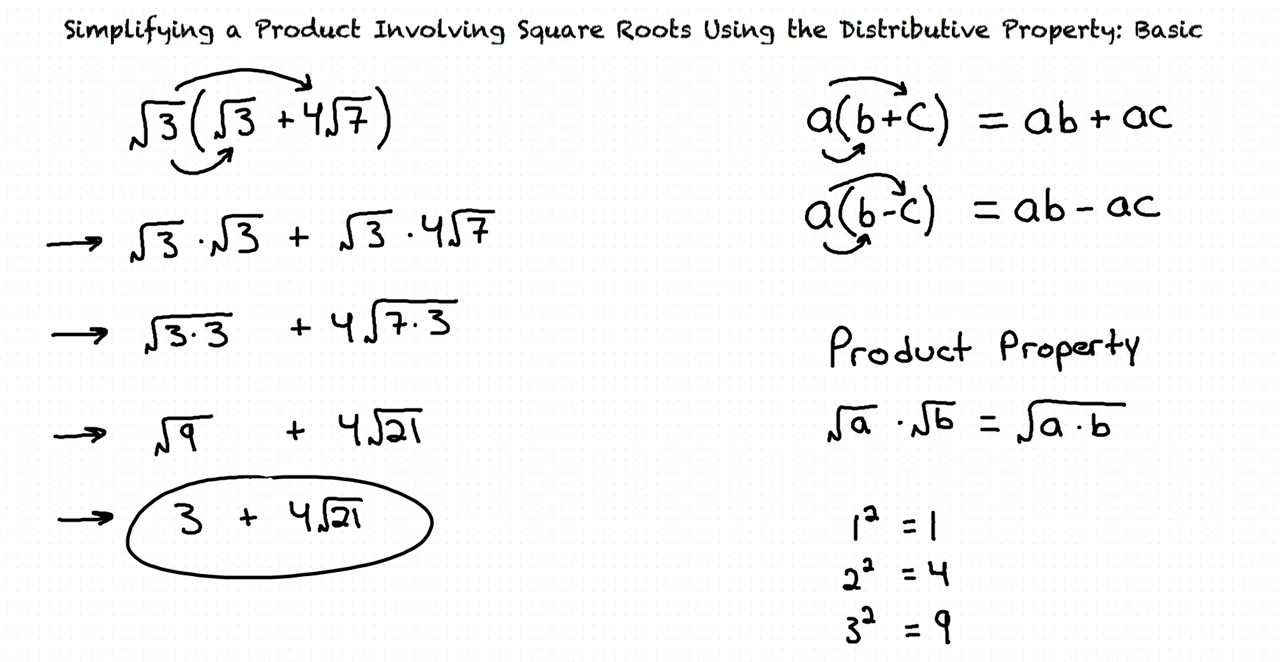 Simplifying a Product Involving Square Roots Using the Distributive Property: Basic
√3(√3 + 4√7)
→ √3 · √3 + √3 · 4√7
→ √3·3 + 4√7·3
→ √9 + 4√21
→ 3 + 4√21
a(b+c) = ab + ac
a(b-c) = ab - ac
Product Property
√a · √b = √a · b
1² = 1
2² = 4
3² = 9